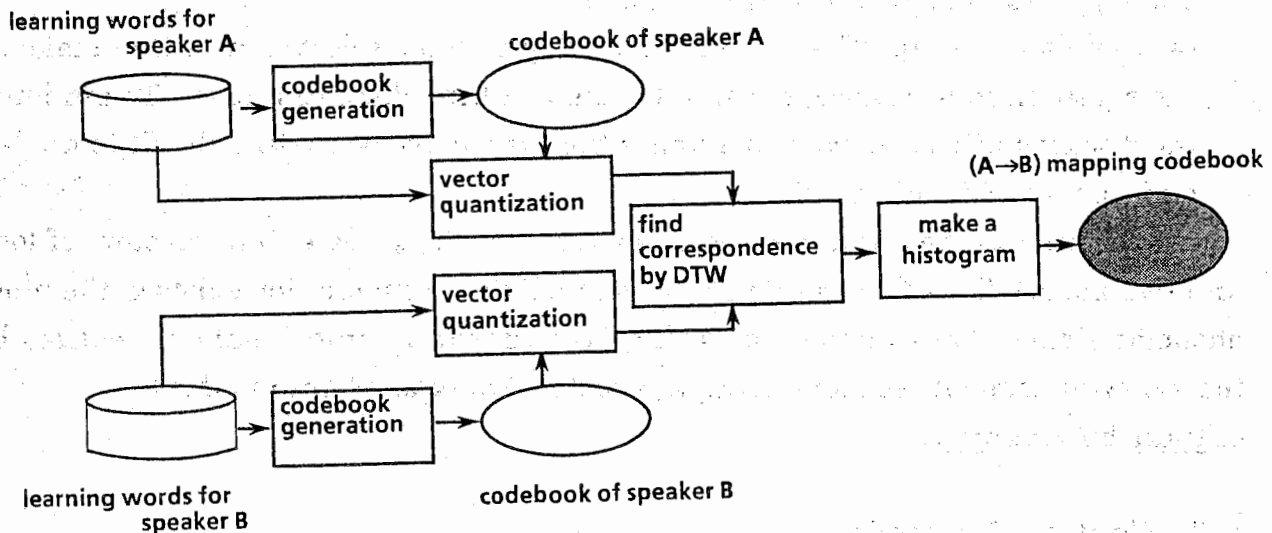 learning words for
speaker A
codebook of speaker A
codebook
generation
(A→B) mapping codebook
vector
quantization
find
correspondence
by DTW
make a
histogram
vector
quantization
codebook
generation
learning words for
speaker B
codebook of speaker B